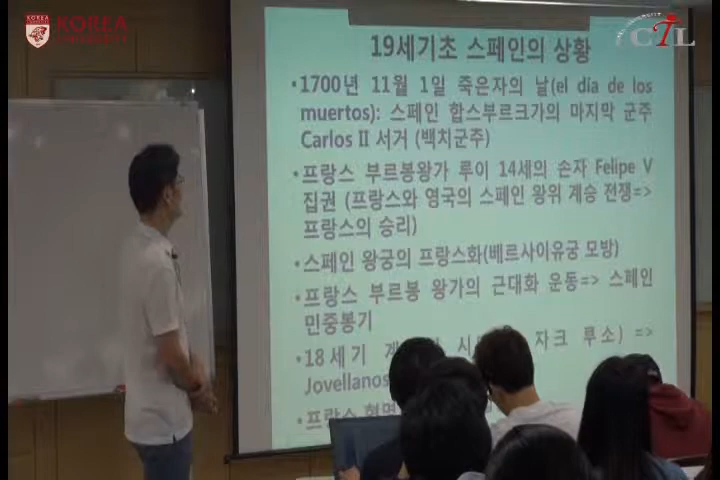 KOREA
UNIVERSITY
CTL
19세기초 스페인의 상황
•1700년 11월 1일 죽은자의 날(el día de los
muertos): 스페인 합스부르크가의 마지막 군주
Carlos II 서거 (백치군주)
•프랑스 부르봉왕가 루이 14세의 손자 Felipe V
집권 (프랑스와 영국의 스페인 왕위 계승 전쟁=>
프랑스의 승리)
•스페인 왕궁의 프랑스화(베르사이유궁 모방)
•프랑스 부르봉 왕가의 근대화 운동=> 스페인
민중봉기
•18세기 자크 루소) =>
Jovellanos
•프랑스